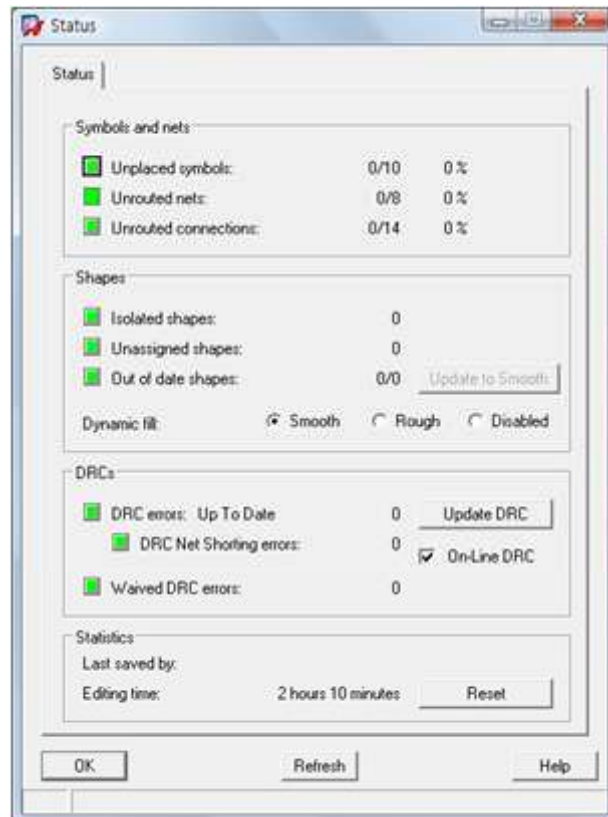 Status
Status
Symbols and nets
Unplaced symbols: 0/10 0 %
Unrouted nets: 0/8 0 %
Unrouted connections: 0/14 0 %
Shapes
Isolated shapes: 0
Unassigned shapes: 0
Out of date shapes: 0/0 Update to Smooth
Dynamic fill: Smooth Rough Disabled
DRCs
DRC errors: Up To Date 0 Update DRC
DRC Net Shorting errors: 0
On-Line DRC
Waived DRC errors: 0
Statistics
Last saved by:
Editing time: 2 hours 10 minutes Reset
OK Refresh Help